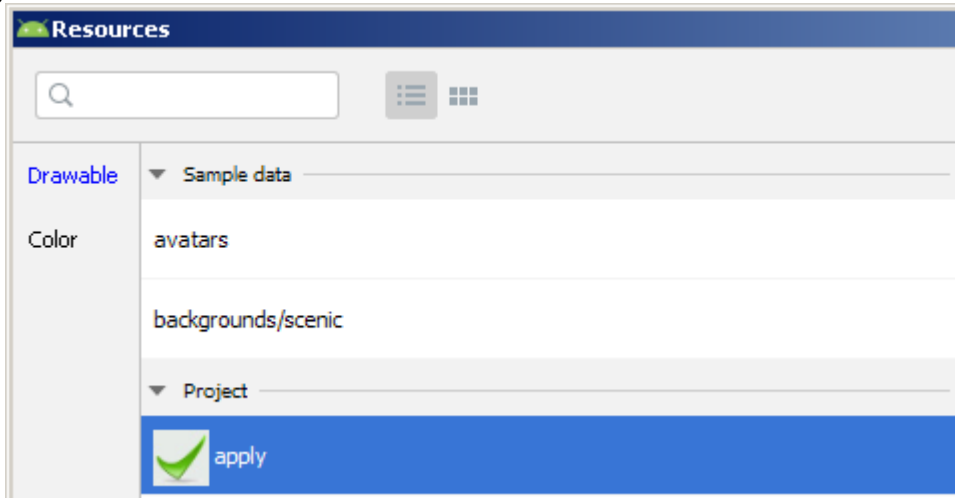 Resources
Drawable
Sample data
Color
avatars
backgrounds/scenic
Project
apply